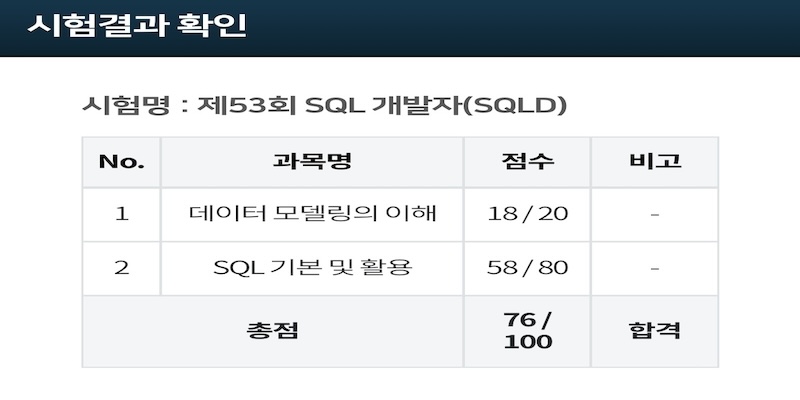 시험결과 확인
시험명 : 제53회 SQL 개발자(SQLD)
No. 과목명 점수 비고
1 데이터 모델링의 이해 18 / 20 -
2 SQL 기본 및 활용 58 / 80 -
총점 76 / 100 합격